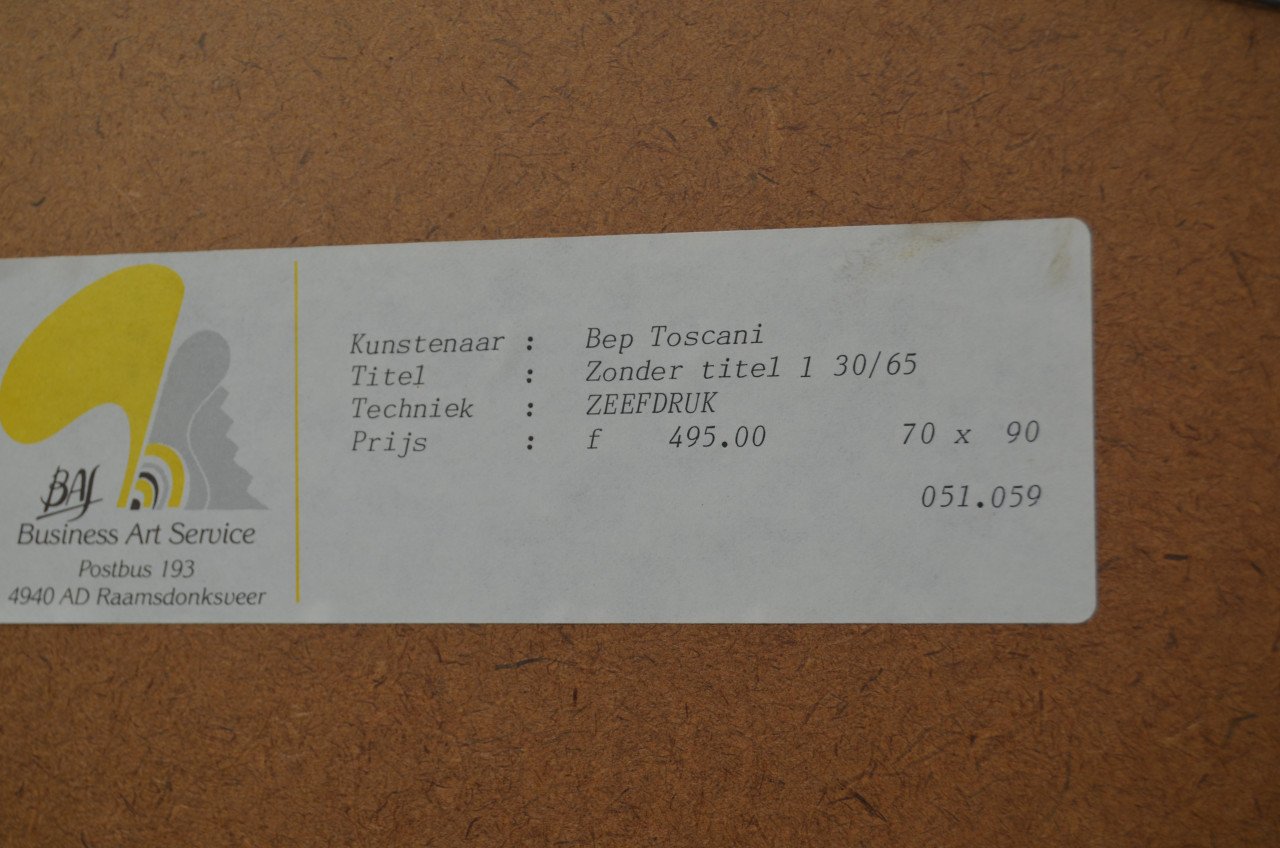 BAS
Business Art Service
Postbus 193
4940 AD Raamsdonksveer
Kunstenaar : Bep Toscani
Titel : Zonder titel 1 30/65
Techniek : ZEEFDRUK
Prijs : f 495.00 70 x 90
051.059